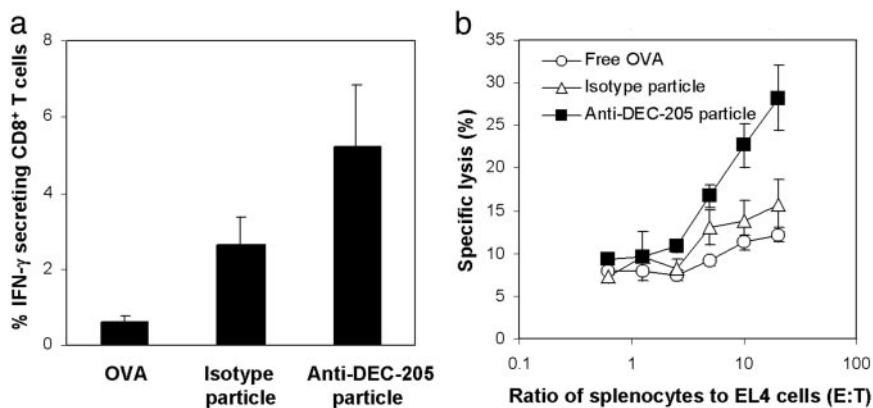 a
% IFN-γ secreting CD8⁺ T cells
8
6
4
2
0
OVA
Isotype
particle
Anti-DEC-205
particle
b
Specific lysis (%)
35
30
25
20
15
10
5
0
Free OVA
Isotype particle
Anti-DEC-205 particle
0.1
1
10
100
Ratio of splenocytes to EL4 cells (E:T)